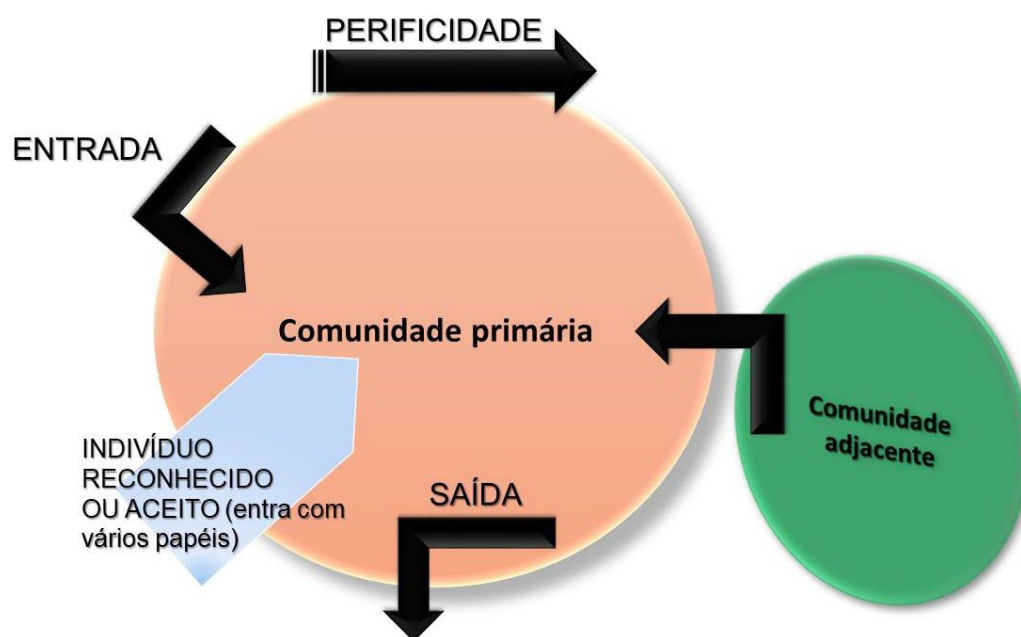 PERIFICIDADE
ENTRADA
Comunidade primária
Comunidade
adjacente
INDIVÍDUO
RECONHECIDO
OU ACEITO (entra com
vários papéis)
SAÍDA